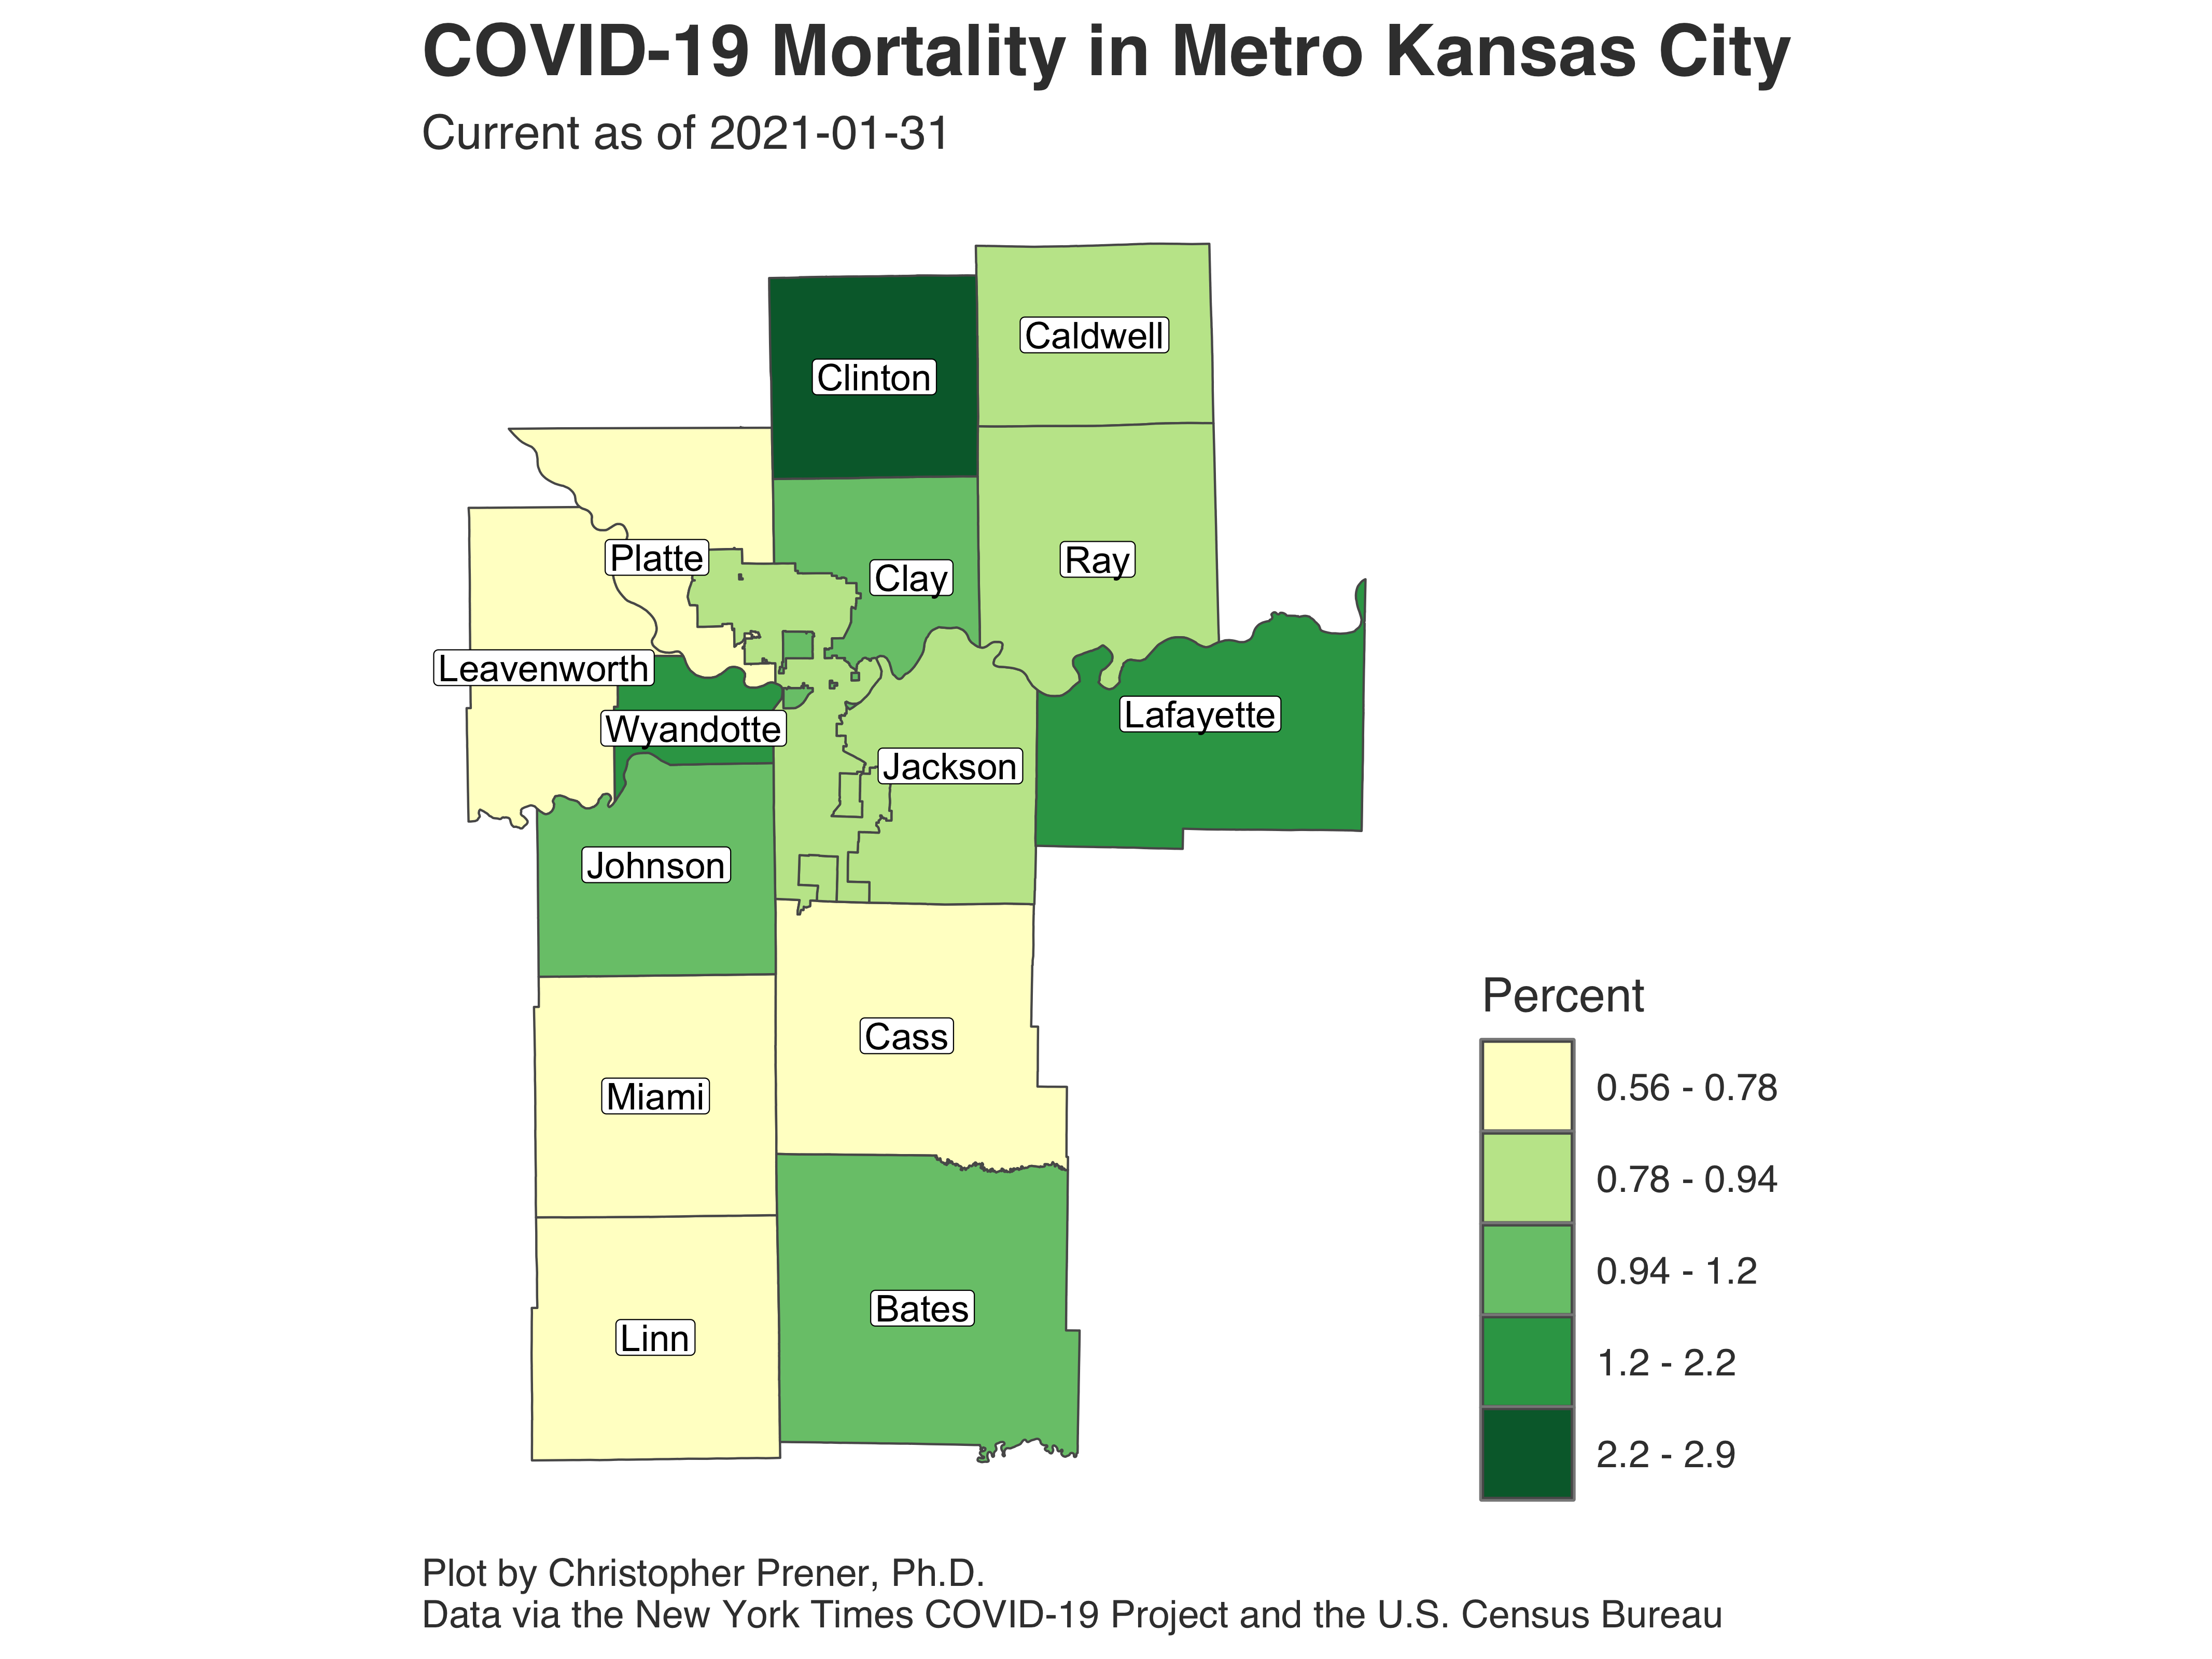 COVID-19 Mortality in Metro Kansas City
Current as of 2021-01-31
Caldwell
Clinton
Platte
Clay
Ray
Leavenworth
Wyandotte
Lafayette
Jackson
Johnson
Cass
Miami
Bates
Linn
Percent
0.56 - 0.78
0.78 - 0.94
0.94 - 1.2
1.2 - 2.2
2.2 - 2.9
Plot by Christopher Prener, Ph.D.
Data via the New York Times COVID-19 Project and the U.S. Census Bureau